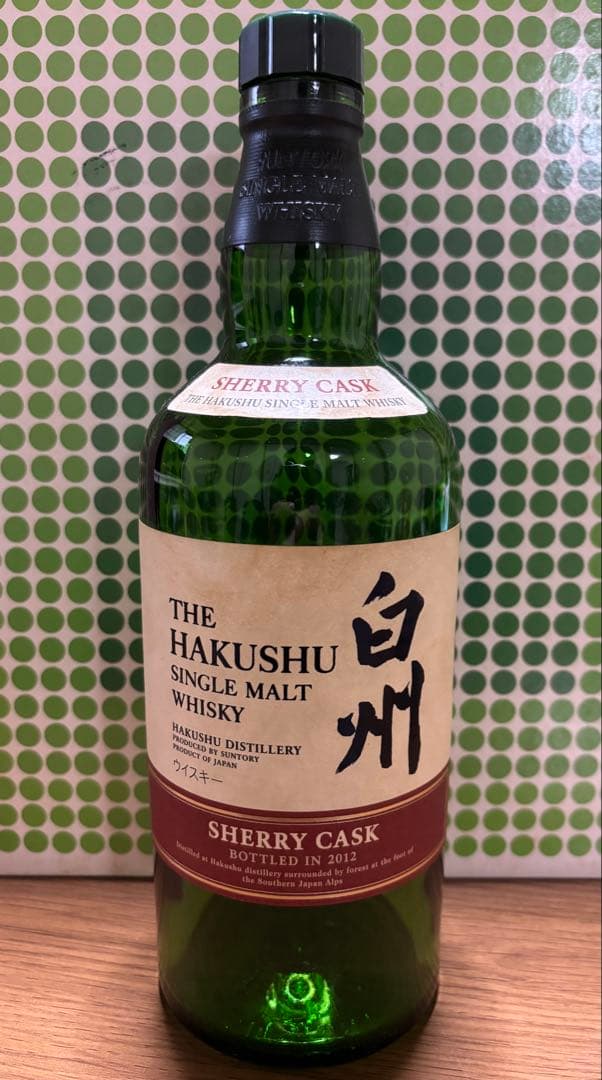 SUNTORY
SINGLE MALT
WHISKY
SHERRY CASK
THE HAKUSHU SINGLE MALT WHISKY
THE
HAKUSHU
SINGLE MALT
WHISKY
白州
HAKUSHU DISTILLERY
PRODUCED BY SUNTORY
PRODUCT OF JAPAN
ウイスキー
SHERRY CASK
BOTTLED IN 2012
Distilled at Hakushu distillery surrounded by forest at the foot of
the Southern Japan Alps